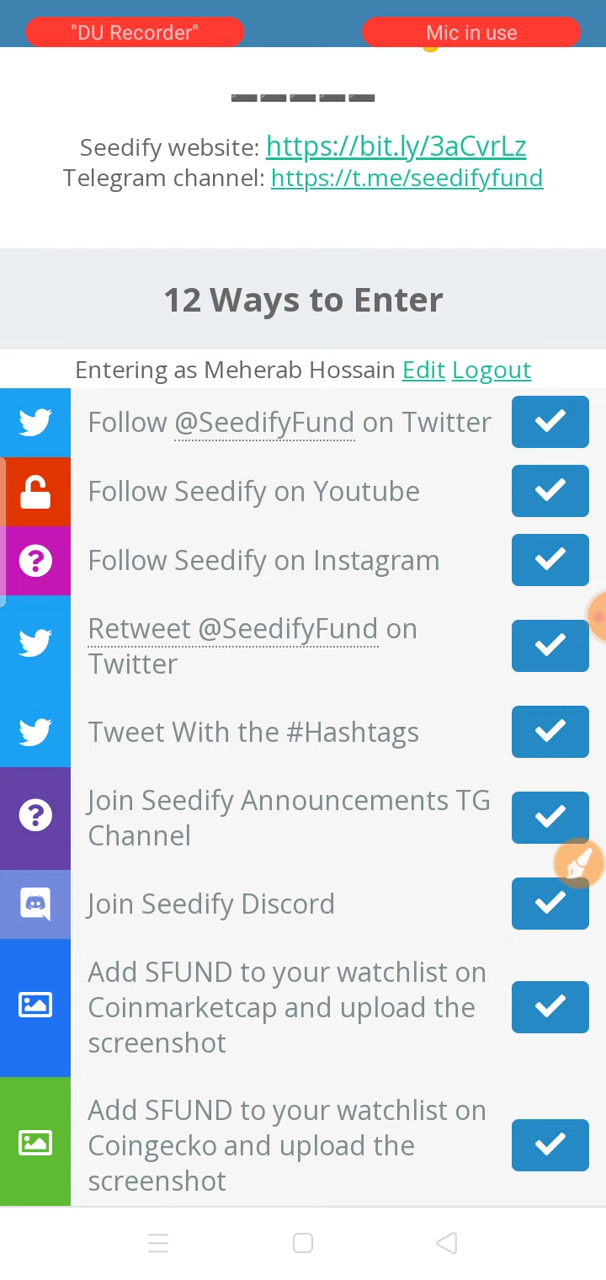 "DU Recorder" Mic in use
Seedify website: https://bit.ly/3aCvrLz
Telegram channel: https://t.me/seedifyfund
12 Ways to Enter
Entering as Meherab Hossain Edit Logout
Follow @SeedifyFund on Twitter
Follow Seedify on Youtube
Follow Seedify on Instagram
Retweet @SeedifyFund on
Twitter
Tweet With the #Hashtags
Join Seedify Announcements TG
Channel
Join Seedify Discord
Add SFUND to your watchlist on
Coinmarketcap and upload the
screenshot
Add SFUND to your watchlist on
Coingecko and upload the
screenshot